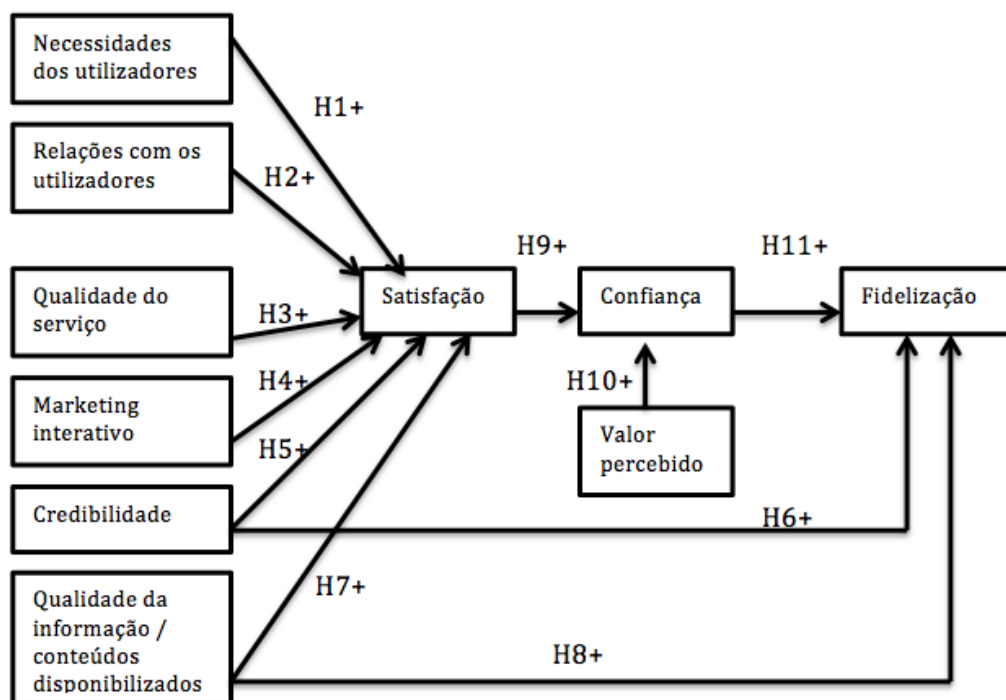 Necessidades
dos utilizadores
H1+
Relações com os
utilizadores
H2+
H9+
H11+
Qualidade do
serviço
H3+
Satisfação
Confiança
Fidelização
Marketing
interativo
H4+
H10+
Valor
percebido
H5+
Credibilidade
H6+
Qualidade da
informação /
conteúdos
disponibilizados
H7+
H8+